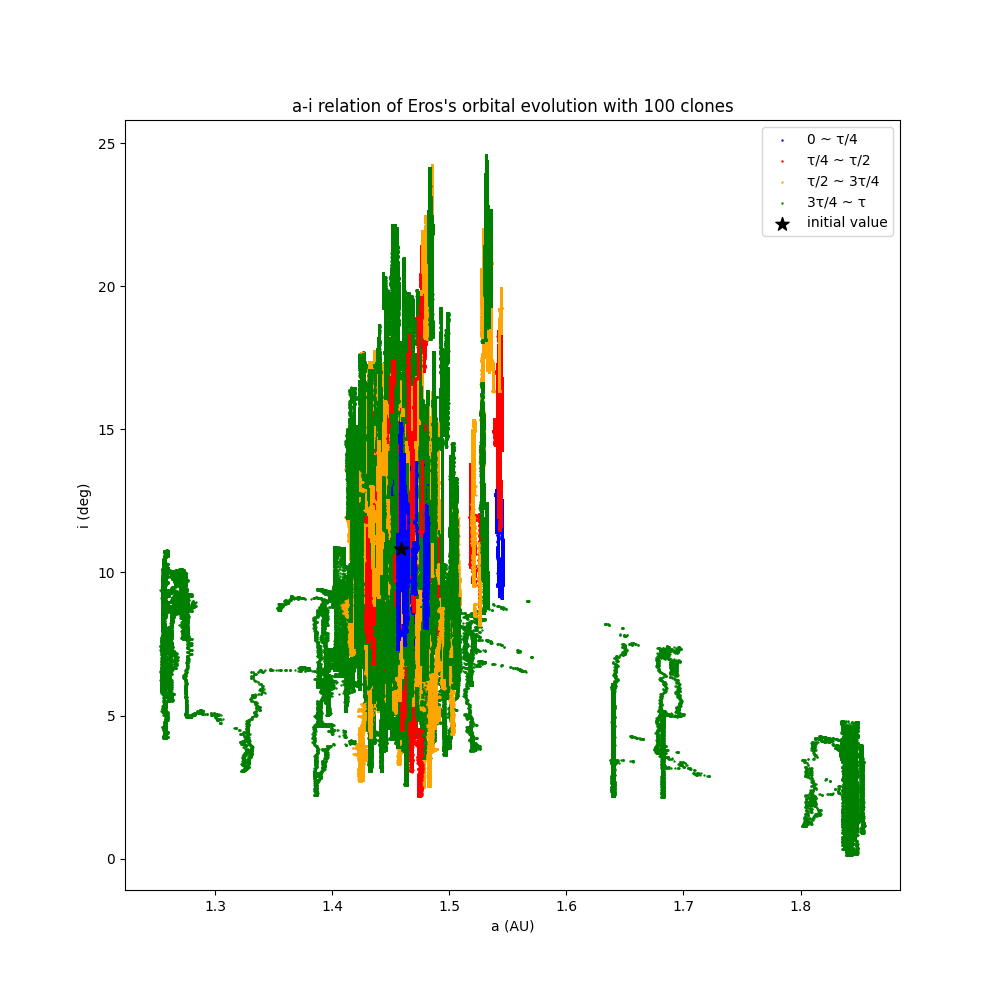 a-i relation of Eros's orbital evolution with 100 clones
0 ~ τ/4
τ/4 ~ τ/2
τ/2 ~ 3τ/4
3τ/4 ~ τ
initial value
25
20
15
10
5
0
i (deg)
1.3 1.4 1.5 1.6 1.7 1.8
a (AU)